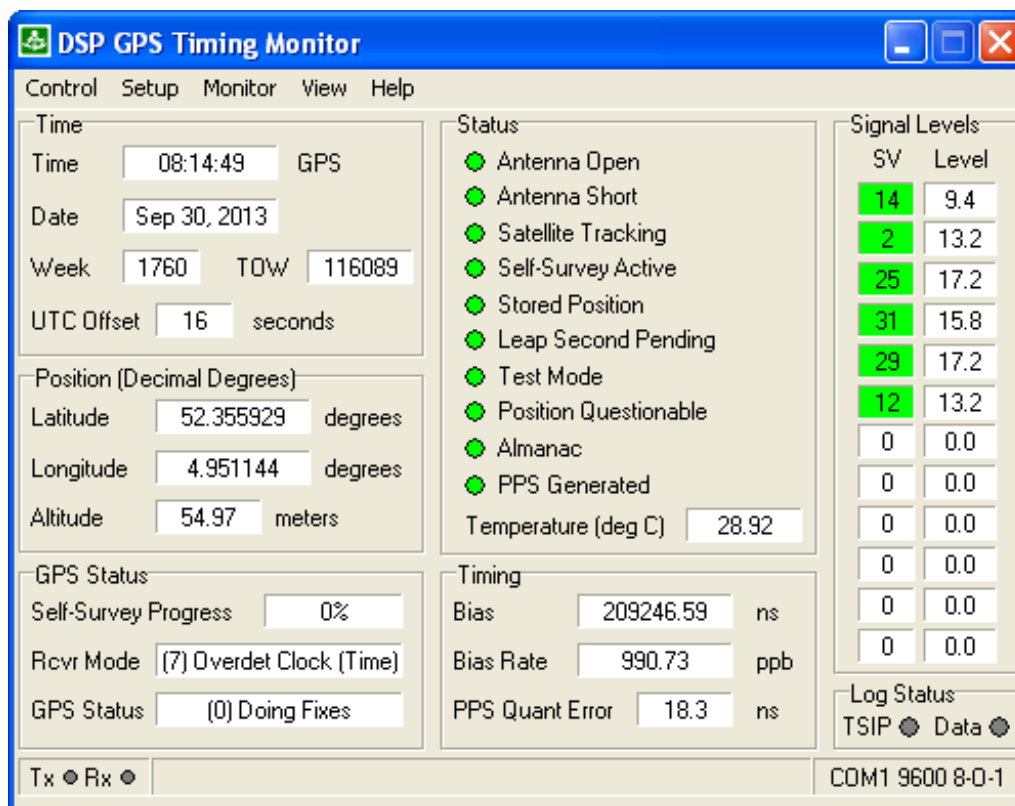 DSP GPS Timing Monitor
Control Setup Monitor View Help
Time
Time 08:14:49 GPS
Date Sep 30, 2013
Week 1760 TOW 116089
UTC Offset 16 seconds
Position (Decimal Degrees)
Latitude 52.355929 degrees
Longitude 4.951144 degrees
Altitude 54.97 meters
GPS Status
Self-Survey Progress 0%
Rcvr Mode (7) Overdet Clock (Time)
GPS Status (0) Doing Fixes
Status
Antenna Open
Antenna Short
Satellite Tracking
Self-Survey Active
Stored Position
Leap Second Pending
Test Mode
Position Questionable
Almanac
PPS Generated
Temperature (deg C) 28.92
Timing
Bias 209246.59 ns
Bias Rate 990.73 ppb
PPS Quant Error 18.3 ns
Signal Levels
SV Level
14 9.4
2 13.2
25 17.2
31 15.8
29 17.2
12 13.2
0 0.0
0 0.0
0 0.0
0 0.0
0 0.0
0 0.0
Log Status
TSIP Data
Tx Rx COM1 9600 8-O-1